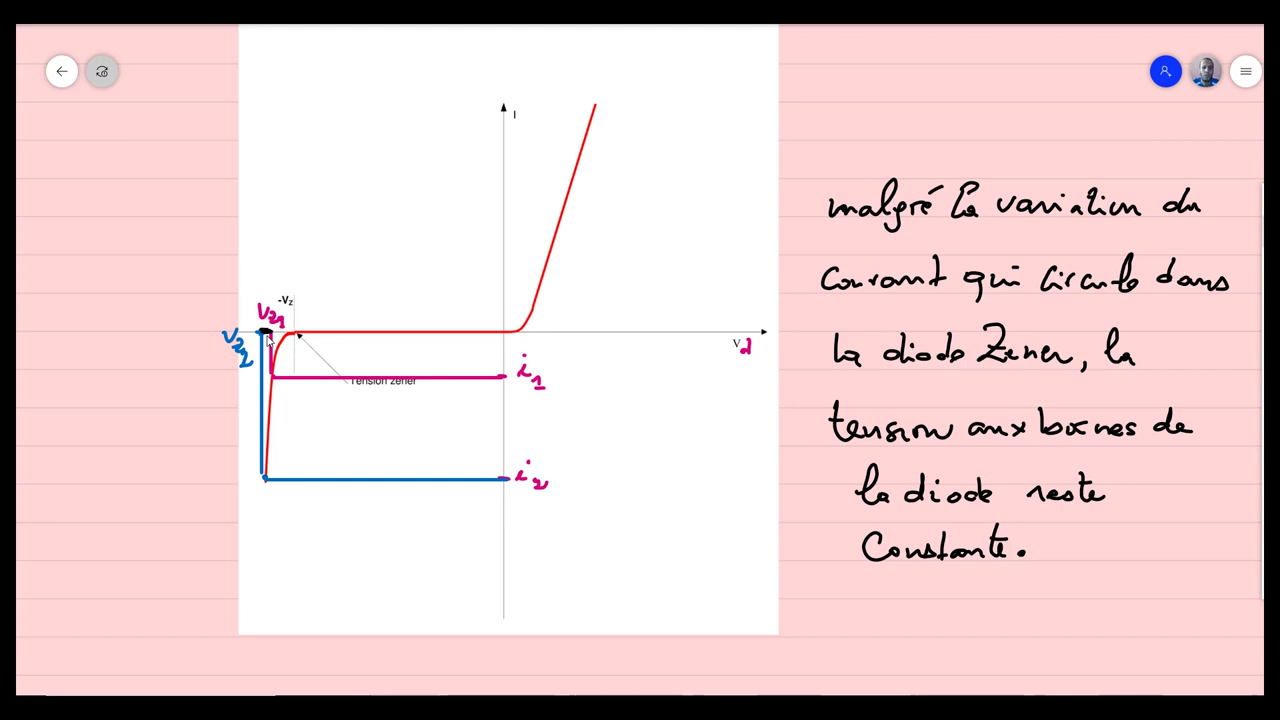 I
-Vz
Vz1
Vz2
Vd
i1
Tension zener
i2
malgré la variation du
courant qui circule dans
la diode Zener, la
tension aux bornes de
la diode reste
Constante.